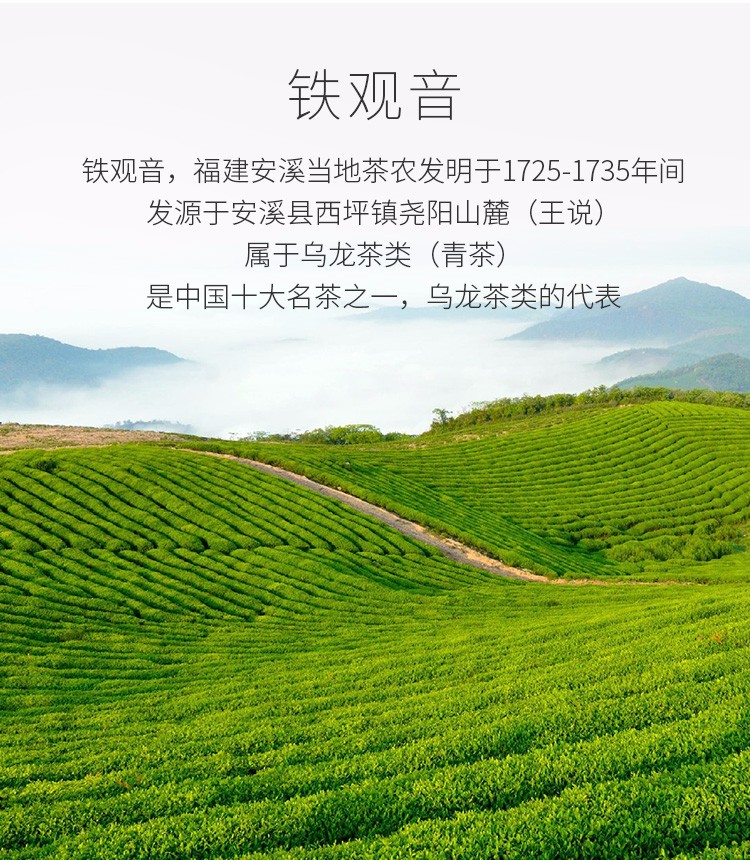 铁观音
铁观音，福建安溪当地茶农发明于1725-1735年间
发源于安溪县西坪镇尧阳山麓（王说）
属于乌龙茶类（青茶）
是中国十大名茶之一，乌龙茶类的代表